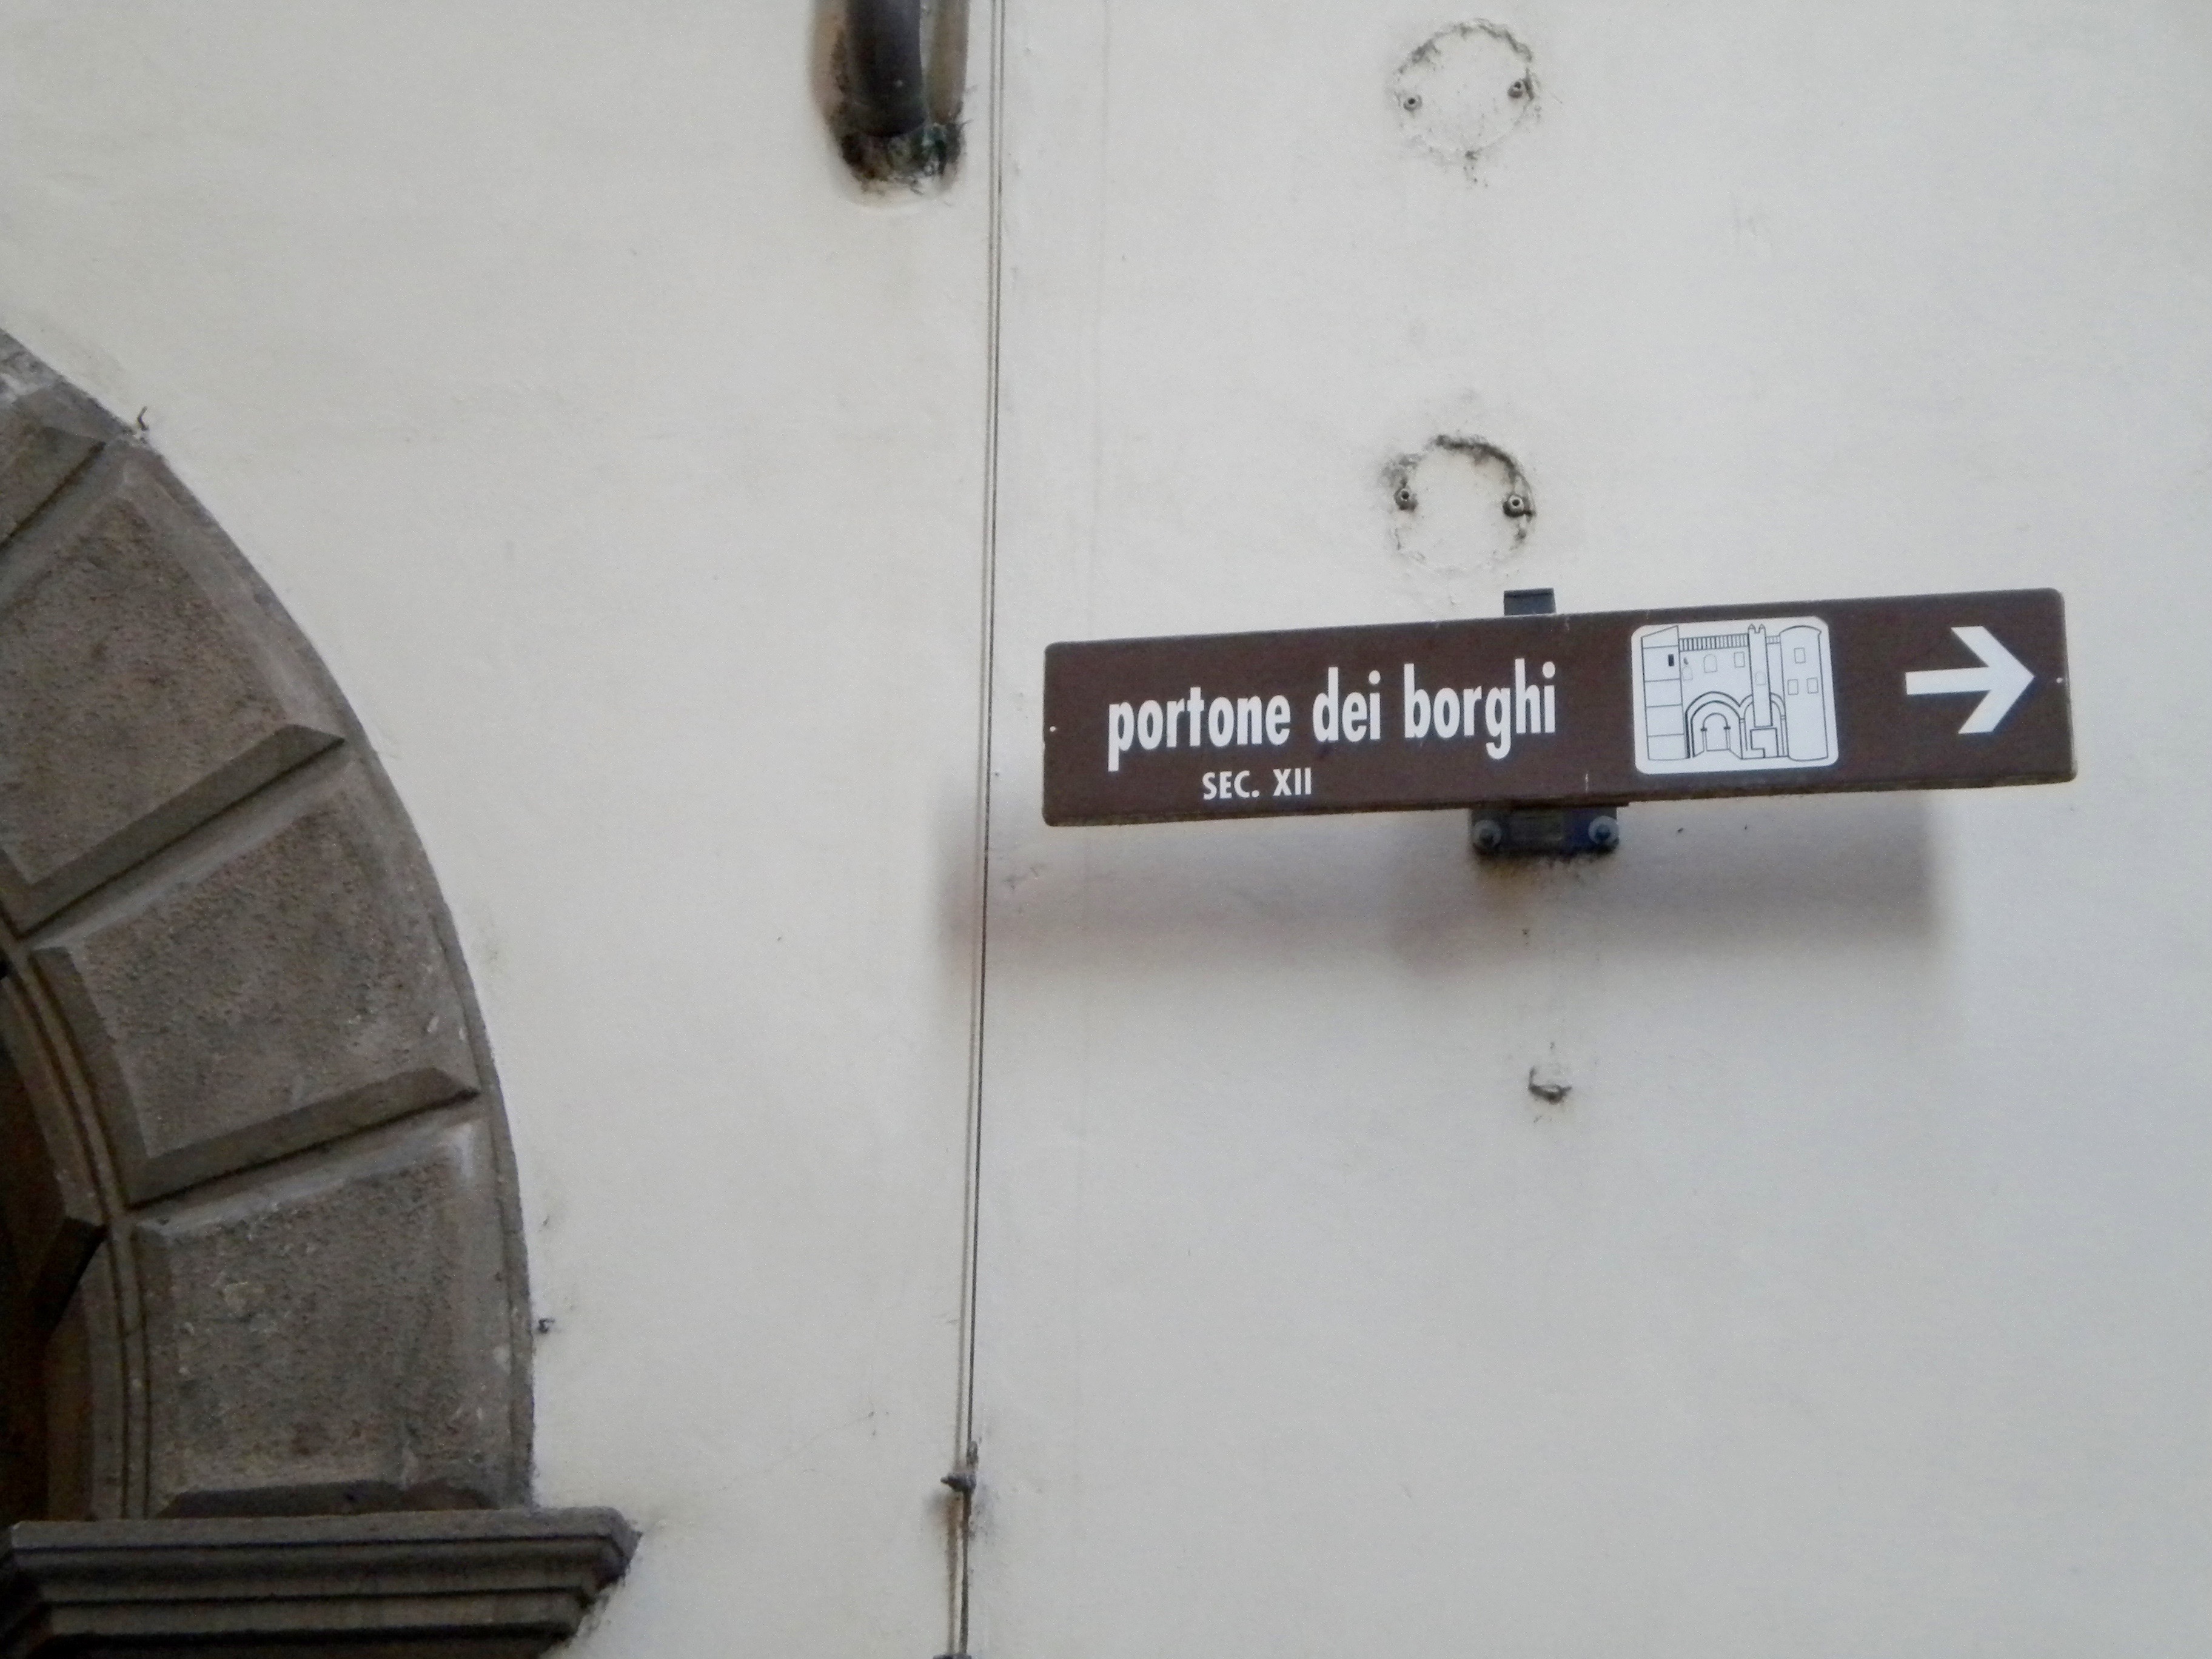 portone dei borghi
SEC. XII